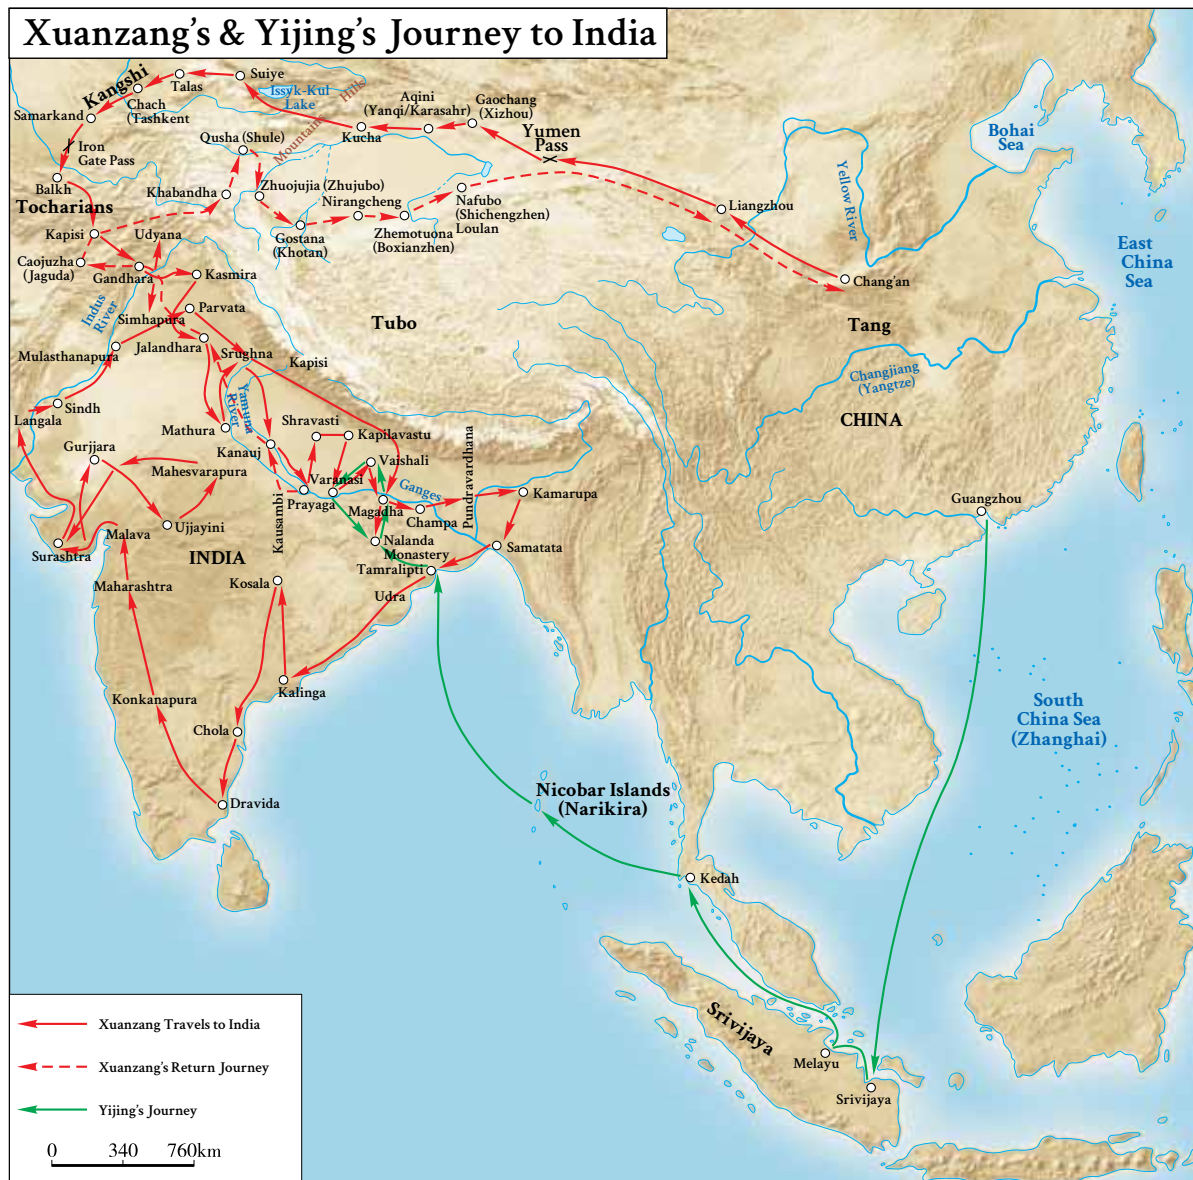 Xuanzang's & Yijing's Journey to India
Kangshi
Talas
Suiye
Issyk-Kul
Lake
Hills
Mountains
Chach
(Tashkent
Samarkand
Iron
Gate Pass
Balkh
Tocharians
Aqini
(Yanqi/Karasahr)
Gaochang
(Xizhou)
Kucha
Yumen
Pass
Bohai
Sea
Yellow River
East
China
Sea
Qusha (Shule)
Khabandha
Zhuojujia (Zhujubo)
Nirangcheng
Gostana
(Khotan)
Zhemotuona
(Boxianzhen)
Nafubo
(Shichengzhen)
Loulan
Liangzhou
Chang'an
Kapisi
Udyana
Caojuzha
(Jaguda)
Gandhara
Kasmira
Indus
River
Simhapura
Parvata
Mulasthanapura
Jalandhara
Srughna
Kapisi
Tubo
Tang
Changjiang
(Yangtze)
CHINA
Sindh
Langala
Yamuna
River
Mathura
Shravasti
Kapilavastu
Kanauj
Gurjjara
Mahesvarapura
Vaishali
Varanasi
Prayaga
Kausambi
Ganges
Pundravardhana
Magadha
Champa
Kamarupa
Guangzhou
Ujjayini
Malava
Surashtra
INDIA
Nalanda
Monastery
Samatata
Tamralipti
Maharashtra
Kosala
Udra
Kalinga
Konkanapura
Chola
Dravida
South
China Sea
(Zhanghai)
Nicobar Islands
(Narikira)
Kedah
Srivijaya
Melayu
Srivijaya
Xuanzang Travels to India
Xuanzang's Return Journey
Yijing's Journey
0 340 760km